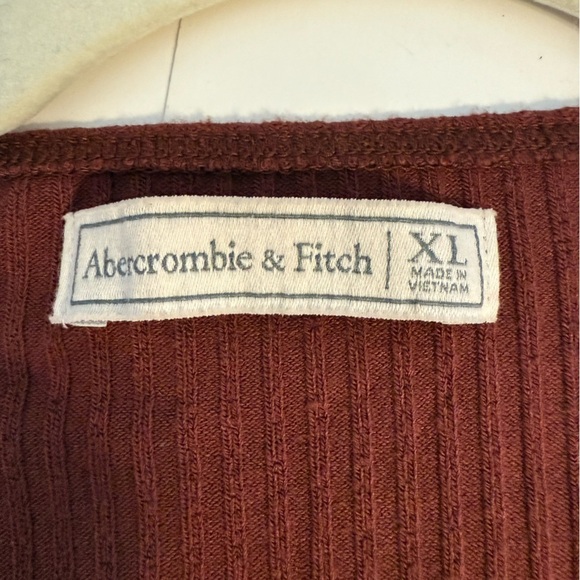 Abercrombie & Fitch
XL
MADE IN
VIETNAM